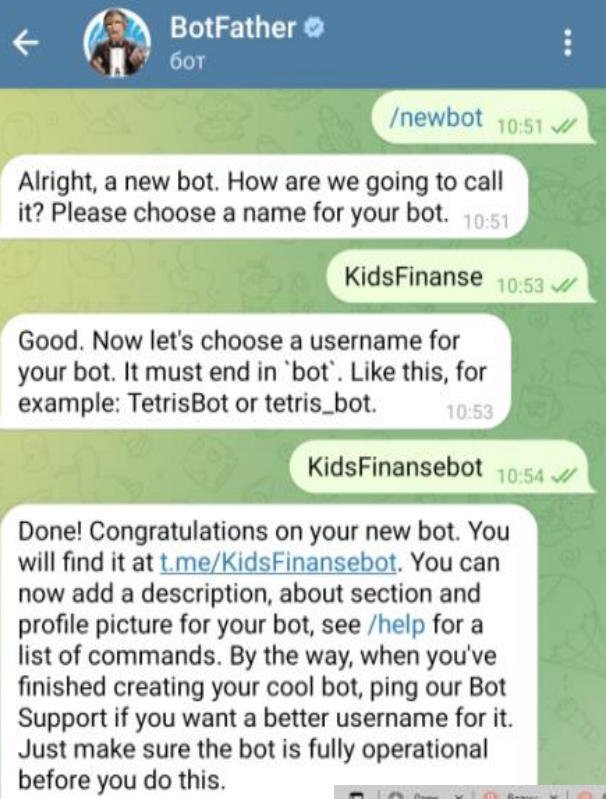 BotFather
бот
/newbot 10:51
Alright, a new bot. How are we going to call
it? Please choose a name for your bot. 10:51
KidsFinanse 10:53
Good. Now let's choose a username for
your bot. It must end in `bot`. Like this, for
example: TetrisBot or tetris_bot. 10:53
KidsFinansebot 10:54
Done! Congratulations on your new bot. You
will find it at t.me/KidsFinansebot. You can
now add a description, about section and
profile picture for your bot, see /help for a
list of commands. By the way, when you've
finished creating your cool bot, ping our Bot
Support if you want a better username for it.
Just make sure the bot is fully operational
before you do this.